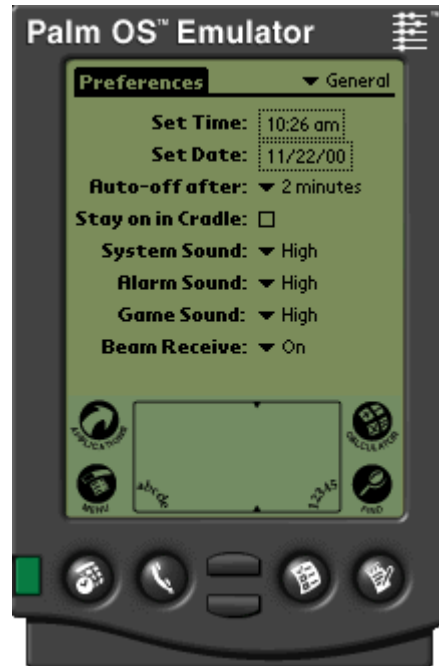 Palm OS™ Emulator
Preferences ▼ General
Set Time: 10:26 am
Set Date: 11/22/00
Auto-off after: ▼ 2 minutes
Stay on in Cradle: ☐
System Sound: ▼ High
Alarm Sound: ▼ High
Game Sound: ▼ High
Beam Receive: ▼ On
APPLICATIONS CALCULATOR
abcde 12345
MENU FIND